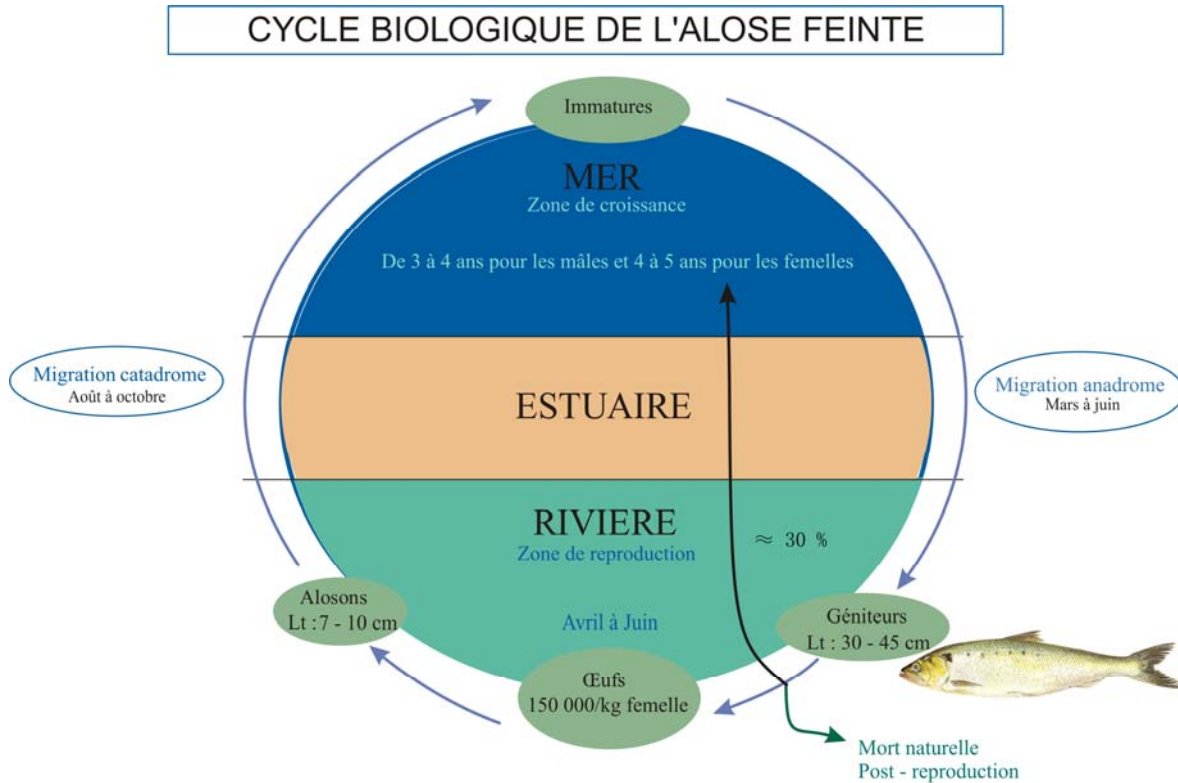 CYCLE BIOLOGIQUE DE L'ALOSE FEINTE
Immatures
MER
Zone de croissance
De 3 à 4 ans pour les mâles et 4 à 5 ans pour les femelles
Migration catadrome
Août à octobre
ESTUAIRE
Migration anadrome
Mars à juin
RIVIERE
Zone de reproduction
≈ 30 %
Alosons
Lt : 7 - 10 cm
Avril à Juin
Géniteurs
Lt : 30 - 45 cm
Œufs
150 000/kg femelle
Mort naturelle
Post - reproduction